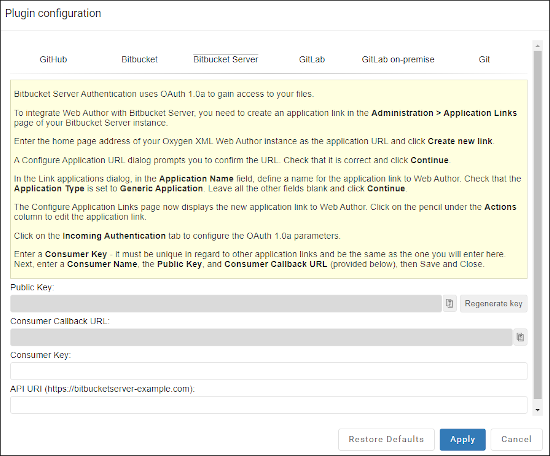 Plugin configuration
GitHub Bitbucket Bitbucket Server GitLab GitLab on-premise Git
Bitbucket Server Authentication uses OAuth 1.0a to gain access to your files.
To integrate Web Author with Bitbucket Server, you need to create an application link in the Administration > Application Links
page of your Bitbucket Server instance.
Enter the home page address of your Oxygen XML Web Author instance as the application URL and click Create new link.
A Configure Application URL dialog prompts you to confirm the URL. Check that it is correct and click Continue.
In the Link applications dialog, in the Application Name field, define a name for the application link to Web Author. Check that the
Application Type is set to Generic Application. Leave all the other fields blank and click Continue.
The Configure Application Links page now displays the new application link to Web Author. Click on the pencil under the Actions
column to edit the application link.
Click on the Incoming Authentication tab to configure the OAuth 1.0a parameters.
Enter a Consumer Key - it must be unique in regard to other application links and be the same as the one you will enter here.
Next, enter a Consumer Name, the Public Key, and Consumer Callback URL (provided below), then Save and Close.
Public Key:
Regenerate key
Consumer Callback URL:
Consumer Key:
API URI (https://bitbucketserver-example.com):
Restore Defaults Apply Cancel